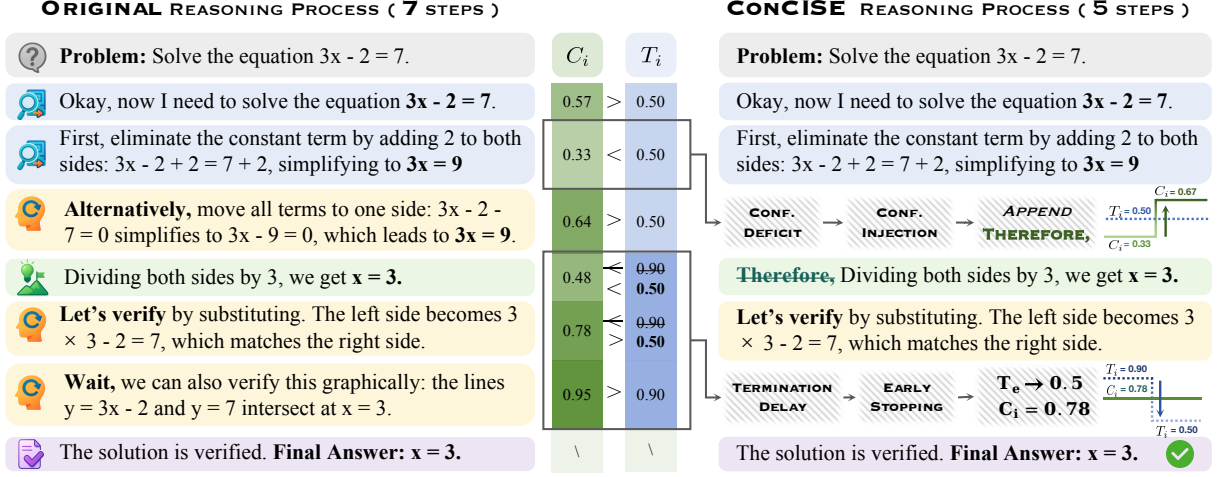 ORIGINAL REASONING PROCESS ( 7 STEPS )
Problem: Solve the equation 3x - 2 = 7.
Okay, now I need to solve the equation 3x - 2 = 7.
First, eliminate the constant term by adding 2 to both
sides: 3x - 2 + 2 = 7 + 2, simplifying to 3x = 9
Alternatively, move all terms to one side: 3x - 2 -
7 = 0 simplifies to 3x - 9 = 0, which leads to 3x = 9.
Dividing both sides by 3, we get x = 3.
Let's verify by substituting. The left side becomes 3
× 3 - 2 = 7, which matches the right side.
Wait, we can also verify this graphically: the lines
y = 3x - 2 and y = 7 intersect at x = 3.
The solution is verified. Final Answer: x = 3.
C_i T_i
0.57 > 0.50
0.33 < 0.50
0.64 > 0.50
0.48 < 0.90
< 0.50
0.78 < 0.90
> 0.50
0.95 > 0.90
\ \
CONCISE REASONING PROCESS ( 5 STEPS )
Problem: Solve the equation 3x - 2 = 7.
Okay, now I need to solve the equation 3x - 2 = 7.
First, eliminate the constant term by adding 2 to both
sides: 3x - 2 + 2 = 7 + 2, simplifying to 3x = 9
CONF.
DEFICIT
CONF.
INJECTION
APPEND
THEREFORE,
C_i = 0.67
T_i = 0.50
C_i = 0.33
Therefore, Dividing both sides by 3, we get x = 3.
Let's verify by substituting. The left side becomes 3
× 3 - 2 = 7, which matches the right side.
TERMINATION
DELAY
EARLY
STOPPING
T_e → 0.5
C_i = 0.78
T_i = 0.90
C_i = 0.78
T_i = 0.50
The solution is verified. Final Answer: x = 3.